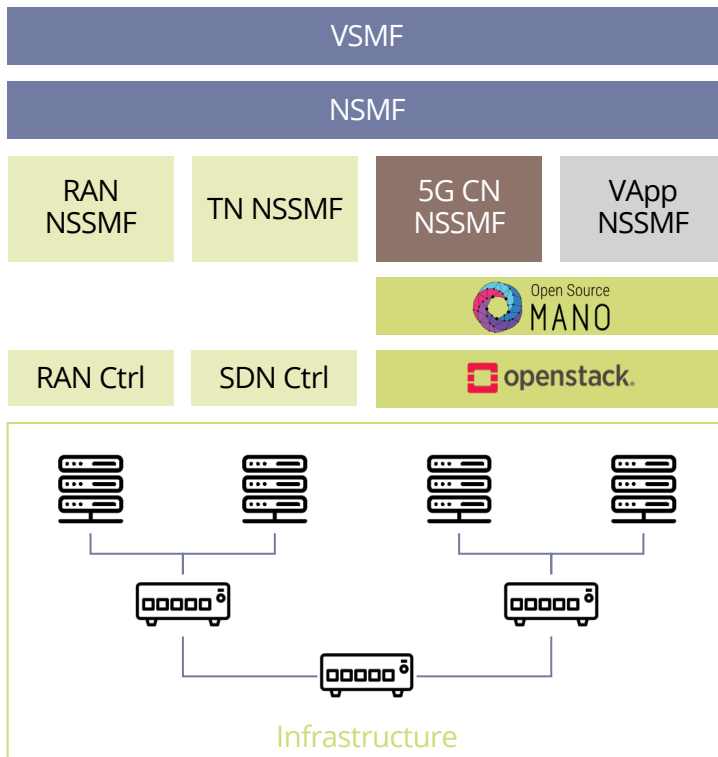 VSMF
NSMF
RAN
NSSMF
TN NSSMF
5G CN
NSSMF
VApp
NSSMF
Open Source
MANO
RAN Ctrl
SDN Ctrl
openstack.
Infrastructure